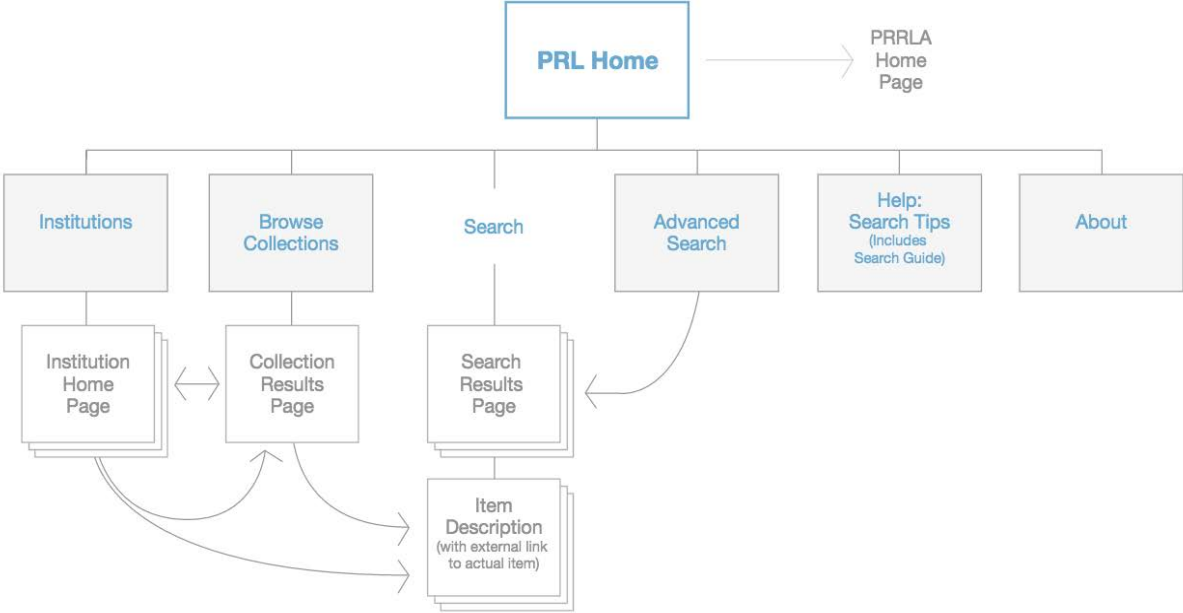 PRL Home
PRRLA
Home
Page
Institutions
Browse
Collections
Search
Advanced
Search
Help:
Search Tips
(Includes
Search Guide)
About
Institution
Home
Page
Collection
Results
Page
Search
Results
Page
Item
Description
(with external link
to actual item)